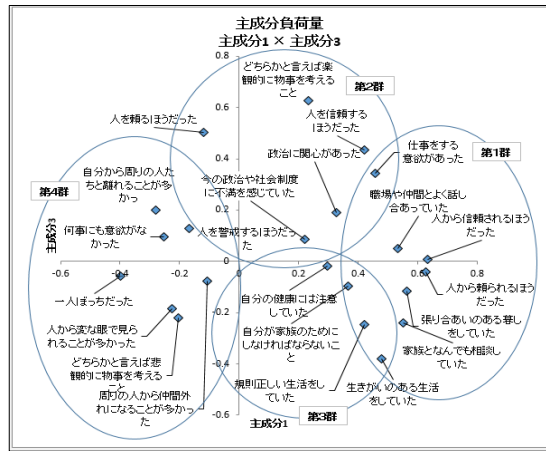 主成分負荷量
主成分1 × 主成分3
0.8
どちらかと言えば楽
観的に物事を考える
こと
第2群
0.6
人を頼るほうだった
人を信頼する
ほうだった
仕事をする
意欲があった
第1群
政治に関心があった
0.4
第4群
自分から周りの人た
ちと離れることが多
かっ
今の政治や社会制度
に不満を感じていた
職場や仲間とよく話し
合あっていた
人から信頼されるほう
だった
0.2
何事にも意欲がな
かった
人を警戒するほうだっ
た
主成分3
0
-0.6
-0.4
-0.2
0
0.2
0.4
0.6
0.8
一人ぼっちだった
自分の健康には注意
していた
人から頼られるほう
だった
人から変な眼で見ら
れることが多かった
-0.2
自分が家族のために
しなければならないこ
と
張り合あいのある暮し
をしていた
家族となんでも相談し
ていた
どちらかと言えば悲
観的に物事を考える
こと
周りの人から仲間外
れになることが多かっ
た
-0.4
規則正しい生活をし
ていた
生きがいのある生活
をしていた
第3群
-0.6
主成分1